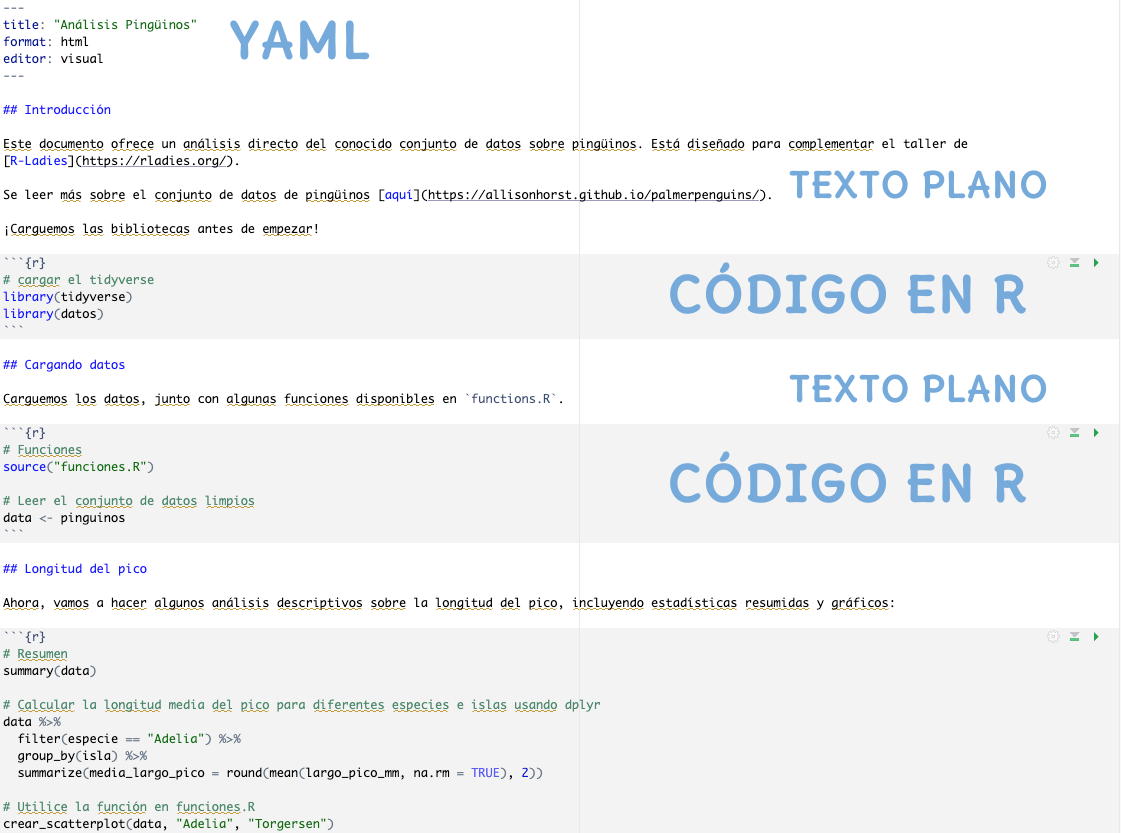 ---
title: "Análisis Pingüinos"
format: html
editor: visual
---
YAML
## Introducción
Este documento ofrece un análisis directo del conocido conjunto de datos sobre pingüinos. Está diseñado para complementar el taller de
[R-Ladies](https://rladies.org/).
Se leer más sobre el conjunto de datos de pingüinos [aquí](https://allisonhorst.github.io/palmerpenguins/).
TEXTO PLANO
¡Carguemos las bibliotecas antes de empezar!
```{r}
# cargar el tidyverse
library(tidyverse)
library(datos)
```
CÓDIGO EN R
## Cargando datos
Carguemos los datos, junto con algunas funciones disponibles en `functions.R`.
TEXTO PLANO
```{r}
# Funciones
source("funciones.R")
# Leer el conjunto de datos limpios
data <- pinguinos
```
CÓDIGO EN R
## Longitud del pico
Ahora, vamos a hacer algunos análisis descriptivos sobre la longitud del pico, incluyendo estadísticas resumidas y gráficos:
```{r}
# Resumen
summary(data)
# Calcular la longitud media del pico para diferentes especies e islas usando dplyr
data %>%
  filter(especie == "Adelia") %>%
  group_by(isla) %>%
  summarize(media_largo_pico = round(mean(largo_pico_mm, na.rm = TRUE), 2))
# Utilice la función en funciones.R
crear_scatterplot(data, "Adelia", "Torgersen")